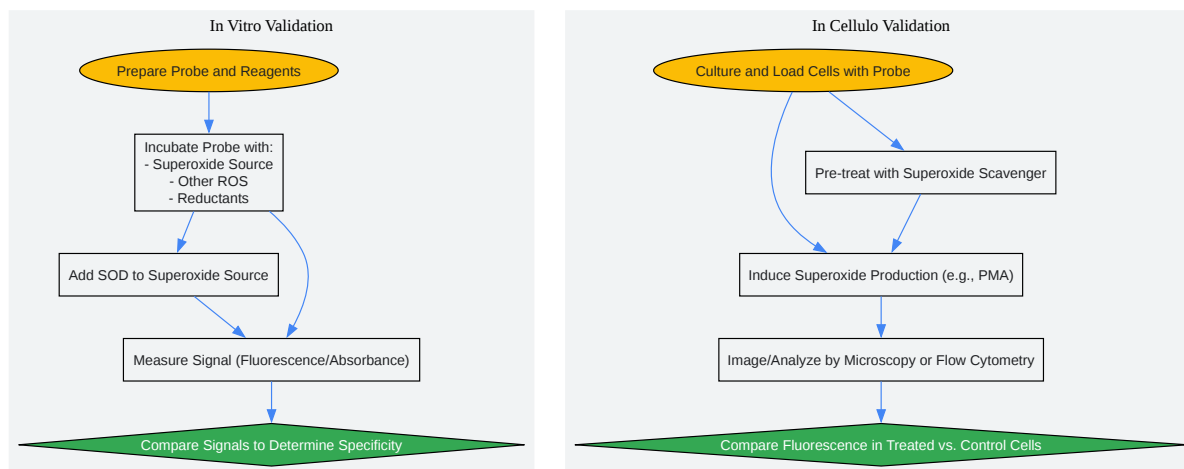 In Vitro Validation
Prepare Probe and Reagents
Incubate Probe with:
- Superoxide Source
- Other ROS
- Reductants
Add SOD to Superoxide Source
Measure Signal (Fluorescence/Absorbance)
Compare Signals to Determine Specificity
In Cellulo Validation
Culture and Load Cells with Probe
Pre-treat with Superoxide Scavenger
Induce Superoxide Production (e.g., PMA)
Image/Analyze by Microscopy or Flow Cytometry
Compare Fluorescence in Treated vs. Control Cells